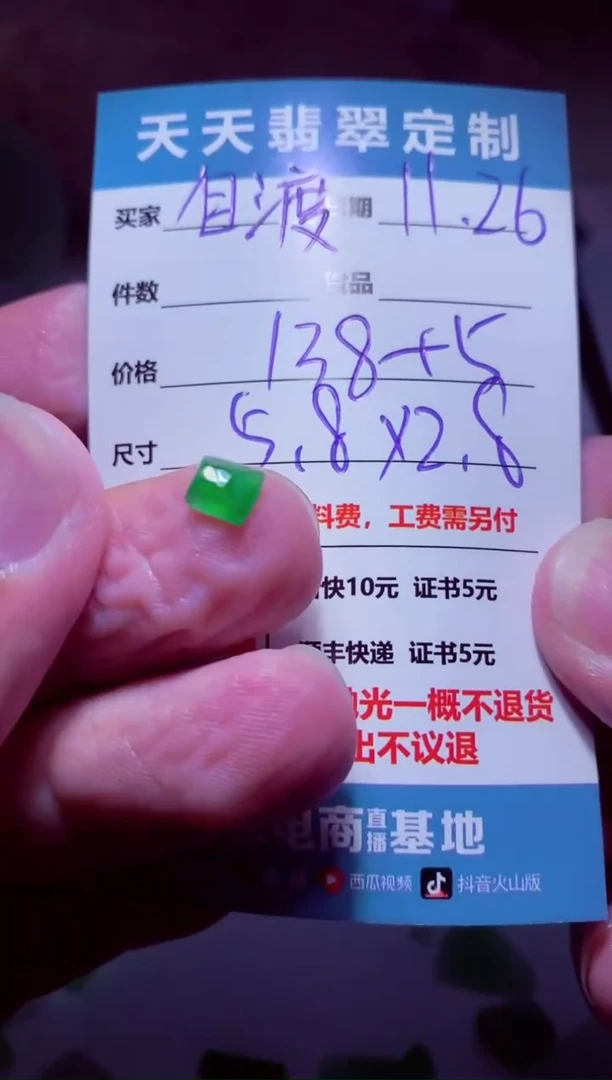 天天翡翠定制
买家 自渡 日期 11.26
件数 货品
价格 138+5
尺寸 5.8×2.8
料费，工费需另付
快10元 证书5元
丰快递 证书5元
光一概不退货
出不议退
电商直播基地
西瓜视频 抖音火山版